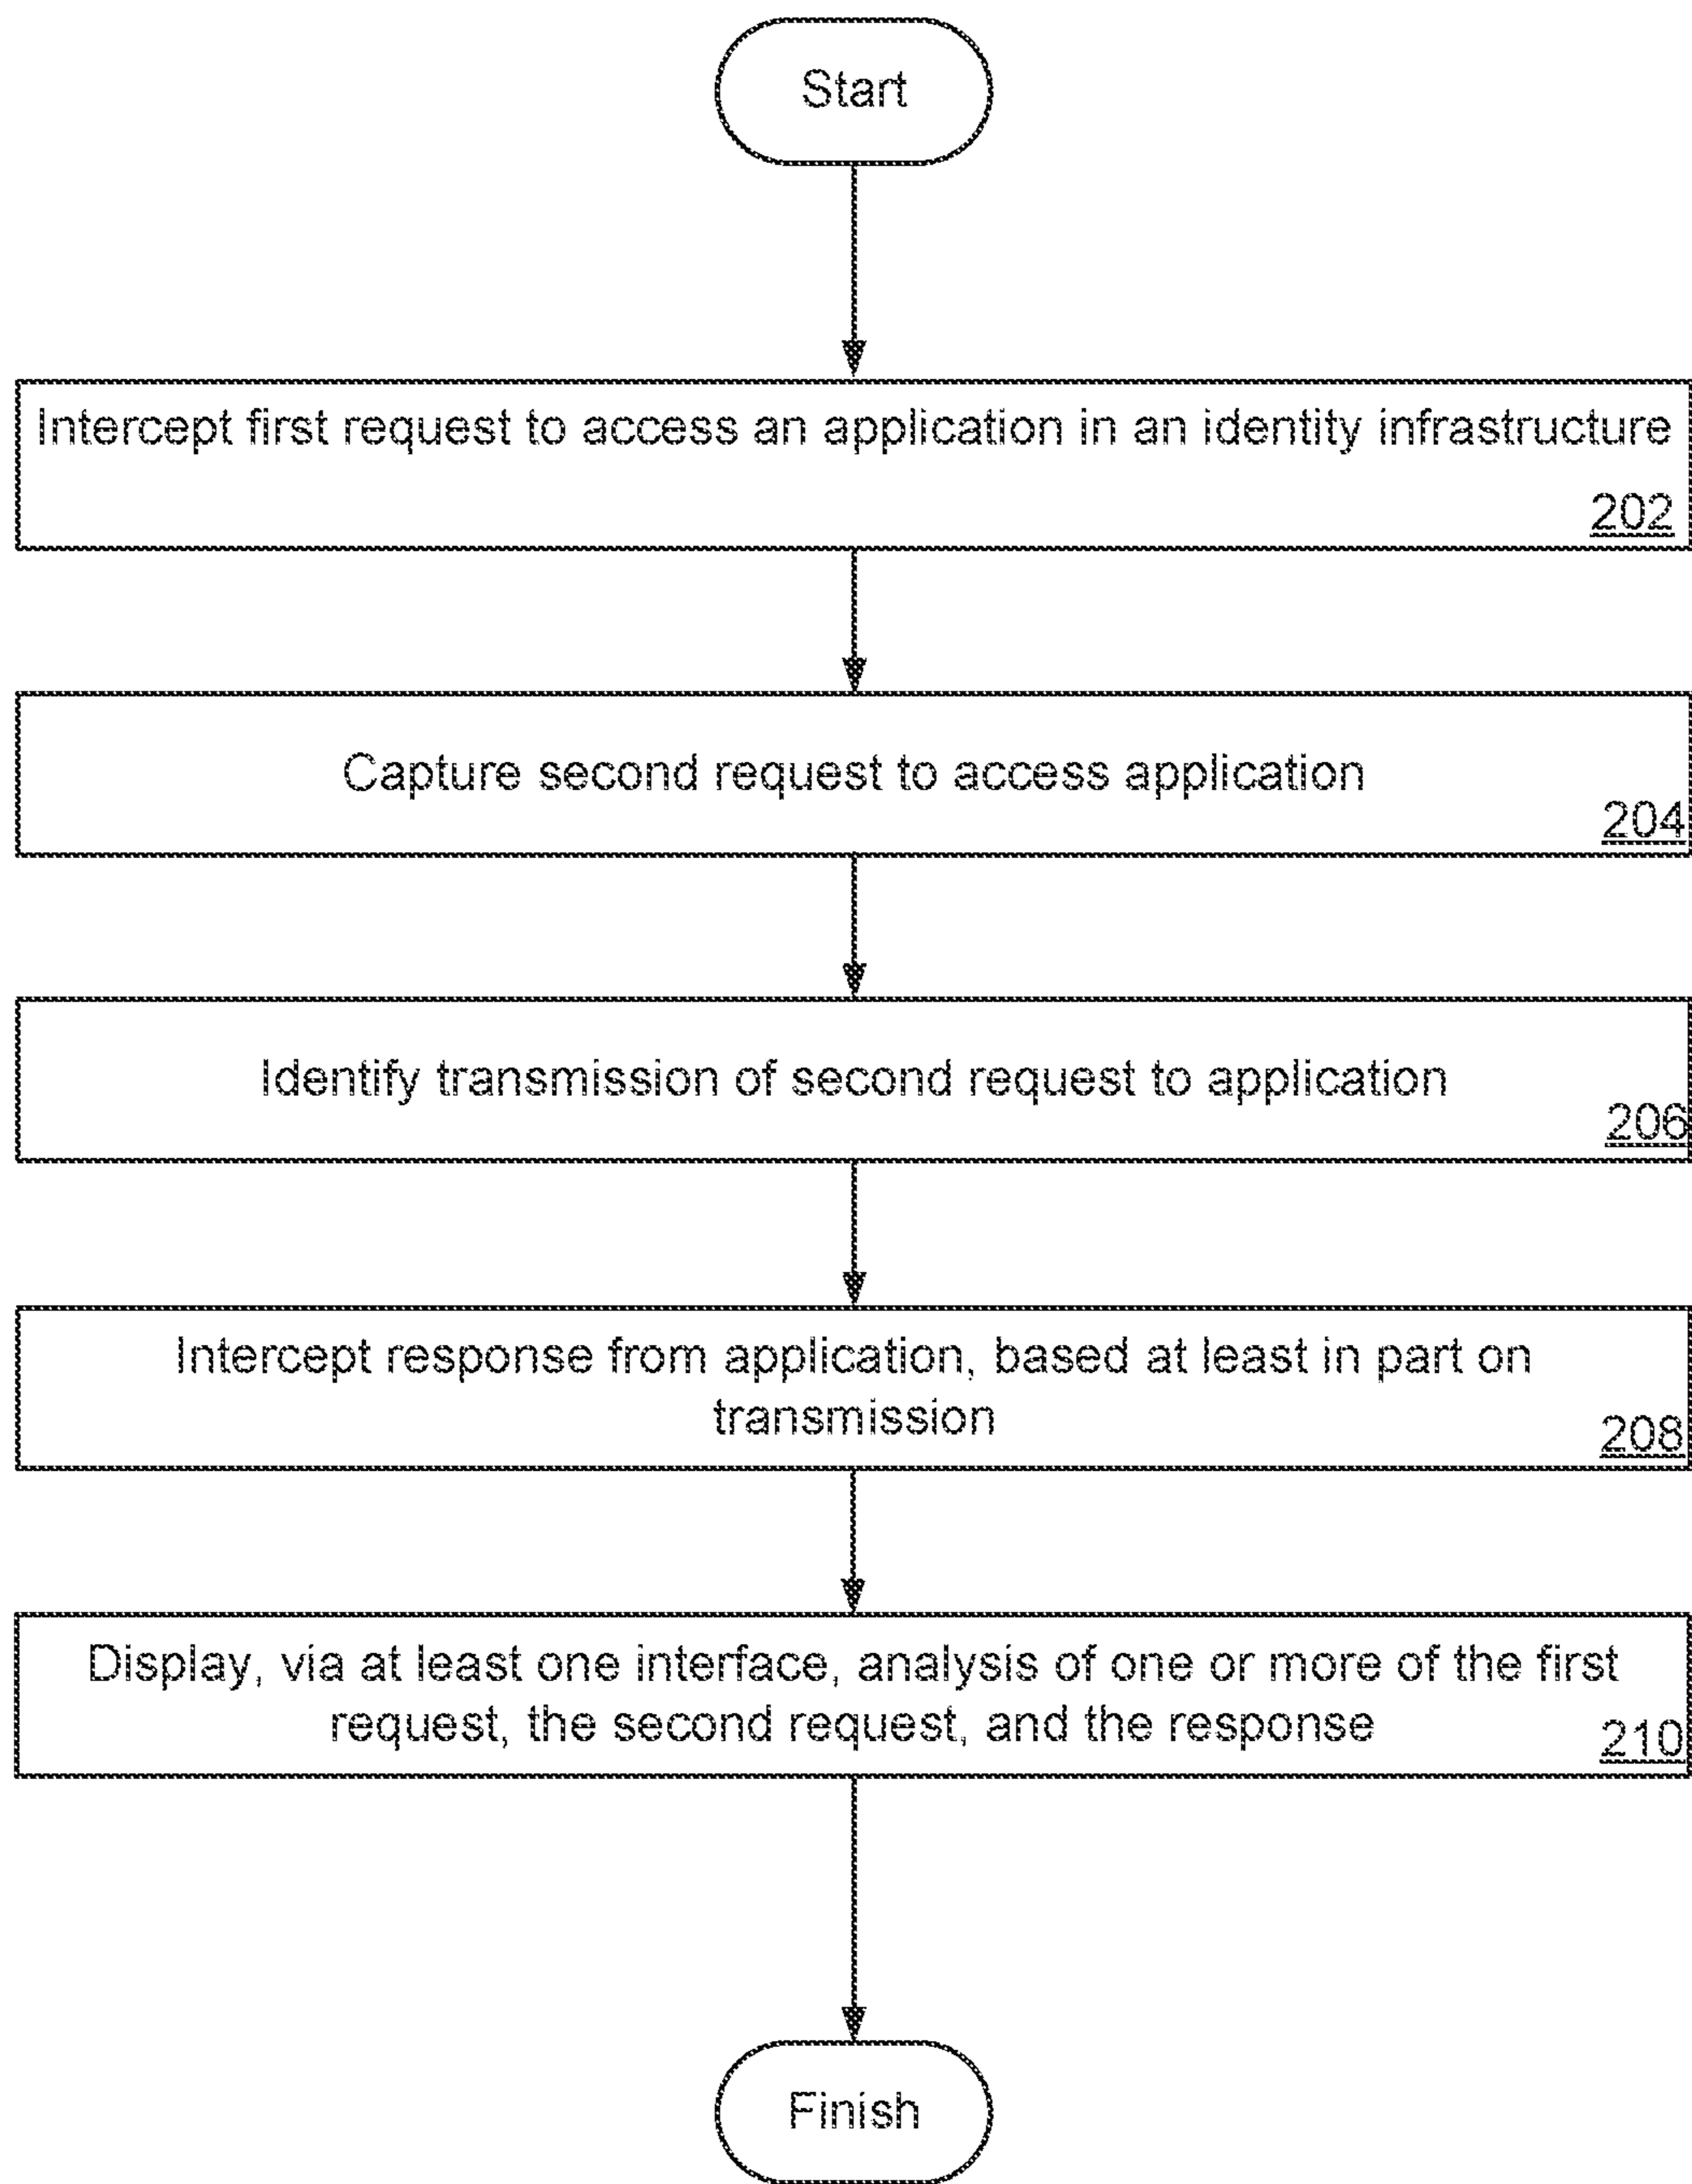 Start
Intercept first request to access an application in an identity infrastructure
202
Capture second request to access application
204
Identify transmission of second request to application
206
Intercept response from application, based at least in part on
transmission
208
Display, via at least one interface, analysis of one or more of the first
request, the second request, and the response
210
Finish